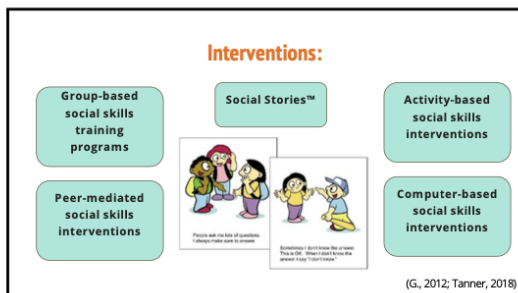 Interventions:
Group-based
social skills
training
programs
Social Stories™
Activity-based
social skills
interventions
Peer-mediated
social skills
interventions
Computer-based
social skills
interventions
People ask me lots of questions.
I always make sure to answer.
Sometimes I don't know the answer.
This is OK. When I don't know the
answer I say "I don't know."
(G., 2012; Tanner, 2018)